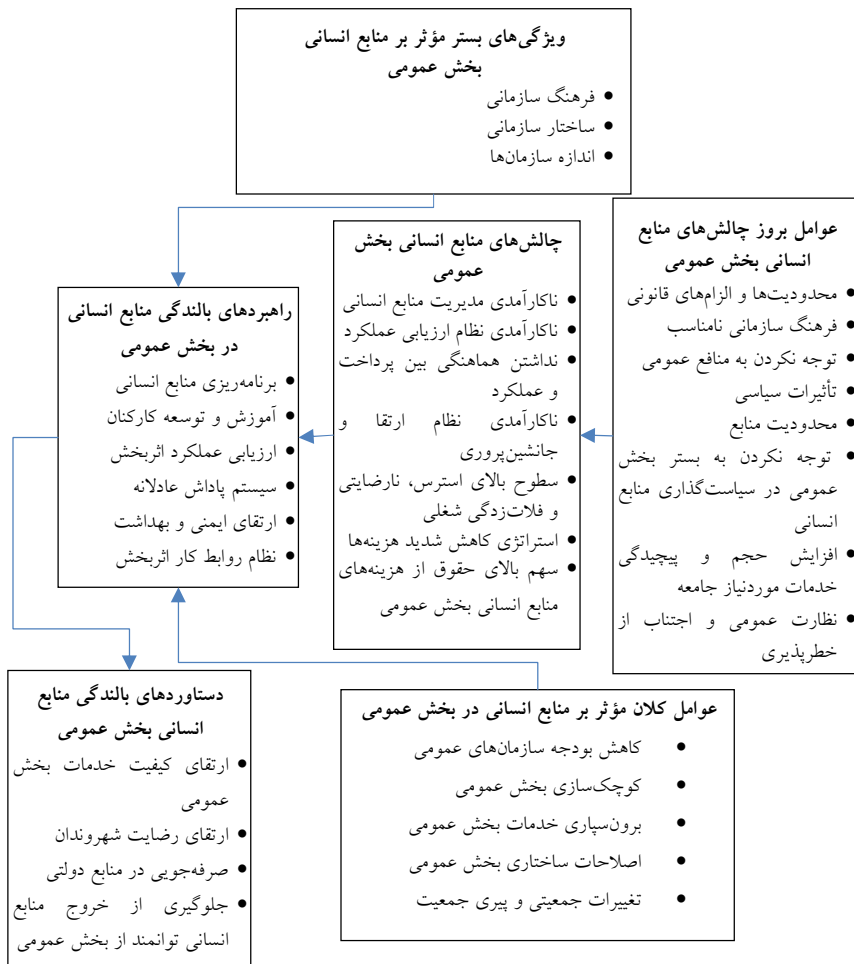 ویژگی‌های بستر مؤثر بر منابع انسانی
بخش عمومی
● فرهنگ سازمانی
● ساختار سازمانی
● اندازه سازمان‌ها
عوامل بروز چالش‌های منابع
انسانی بخش عمومی
● محدودیت‌ها و الزام‌های قانونی
● فرهنگ سازمانی نامناسب
● توجه نکردن به منافع عمومی
● تأثیرات سیاسی
● محدودیت منابع
● توجه نکردن به بستر بخش
عمومی در سیاست‌گذاری منابع
انسانی
● افزایش حجم و پیچیدگی
خدمات موردنیاز جامعه
● نظارت عمومی و اجتناب از
خطرپذیری
چالش‌های منابع انسانی بخش
عمومی
● ناکارآمدی مدیریت منابع انسانی
● ناکارآمدی نظام ارزیابی عملکرد
● نداشتن هماهنگی بین پرداخت
و عملکرد
● ناکارآمدی نظام ارتقا و
جانشین‌پروری
● سطوح بالای استرس، نارضایتی
و فلات‌زدگی شغلی
● استراتژی کاهش شدید هزینه‌ها
● سهم بالای حقوق از هزینه‌های
منابع انسانی بخش عمومی
راهبردهای بالندگی منابع انسانی
در بخش عمومی
● برنامه‌ریزی منابع انسانی
● آموزش و توسعه کارکنان
● ارزیابی عملکرد اثربخش
● سیستم پاداش عادلانه
● ارتقای ایمنی و بهداشت
● نظام روابط کار اثربخش
عوامل کلان مؤثر بر منابع انسانی در بخش عمومی
● کاهش بودجه سازمان‌های عمومی
● کوچک‌سازی بخش عمومی
● برون‌سپاری خدمات بخش عمومی
● اصلاحات ساختاری بخش عمومی
● تغییرات جمعیتی و پیری جمعیت
دستاوردهای بالندگی منابع
انسانی بخش عمومی
● ارتقای کیفیت خدمات بخش
عمومی
● ارتقای رضایت شهروندان
● صرفه‌جویی در منابع دولتی
● جلوگیری از خروج منابع
انسانی توانمند از بخش عمومی